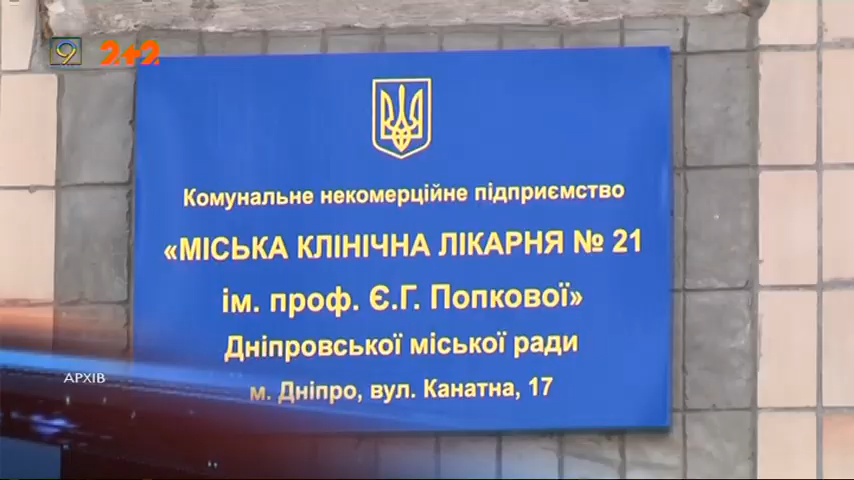 9 2+2
Комунальне некомерційне підприємство
«МІСЬКА КЛІНІЧНА ЛІКАРНЯ № 21
ім. проф. Є.Г. Попкової»
Дніпровської міської ради
АРХІВ
м. Дніпро, вул. Канатна, 17